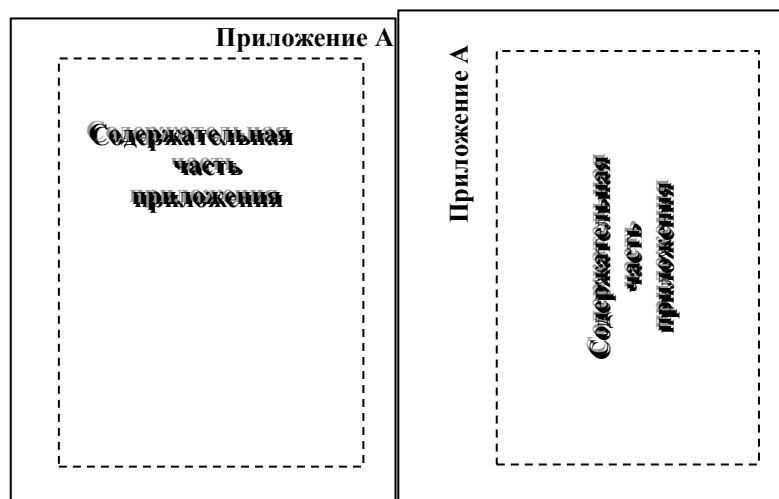 Приложение А
Содержательная
часть
приложения
Приложение А
Содержательная
часть
приложения